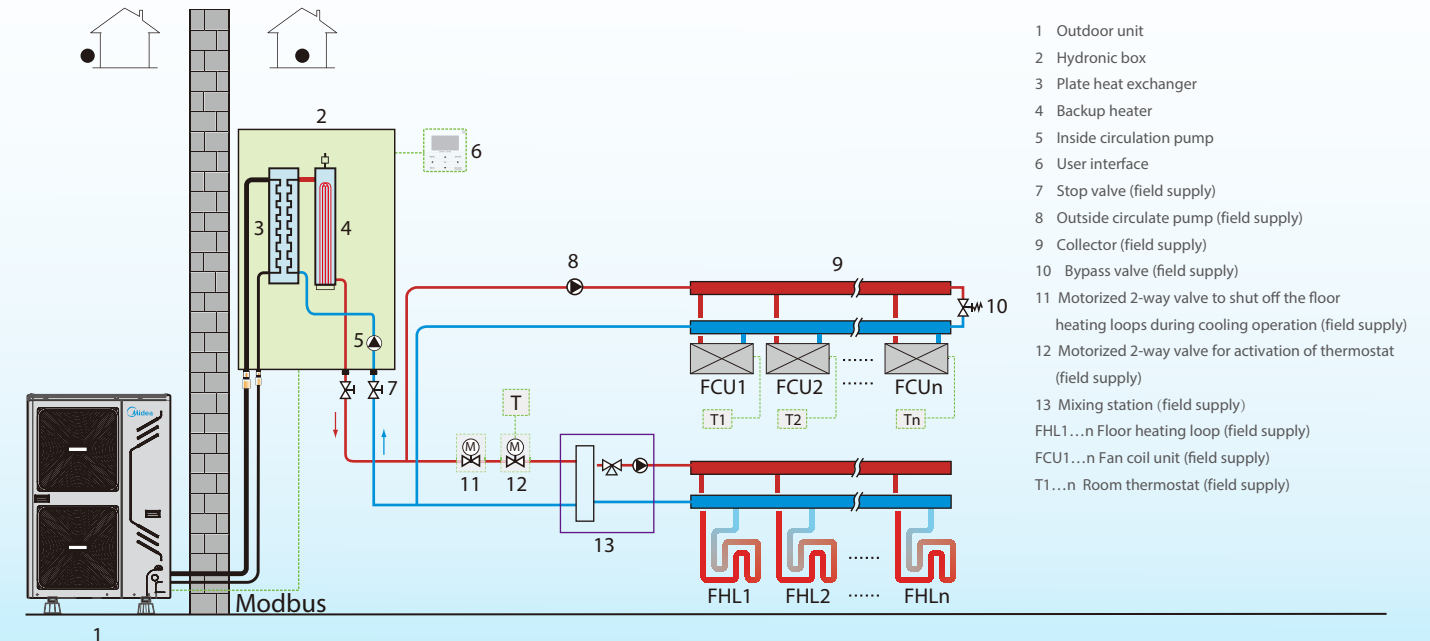 2
6
3
4
5
7
8
9
10
FCU1
FCU2
......
......
FCUn
T1
T2
Tn
T
M
M
11
12
13
FHL1
FHL2
......
......
FHLn
Midea
Modbus
1
1 Outdoor unit
2 Hydronic box
3 Plate heat exchanger
4 Backup heater
5 Inside circulation pump
6 User interface
7 Stop valve (field supply)
8 Outside circulate pump (field supply)
9 Collector (field supply)
10 Bypass valve (field supply)
11 Motorized 2-way valve to shut off the floor
heating loops during cooling operation (field supply)
12 Motorized 2-way valve for activation of thermostat
(field supply)
13 Mixing station (field supply)
FHL1...n Floor heating loop (field supply)
FCU1...n Fan coil unit (field supply)
T1...n Room thermostat (field supply)